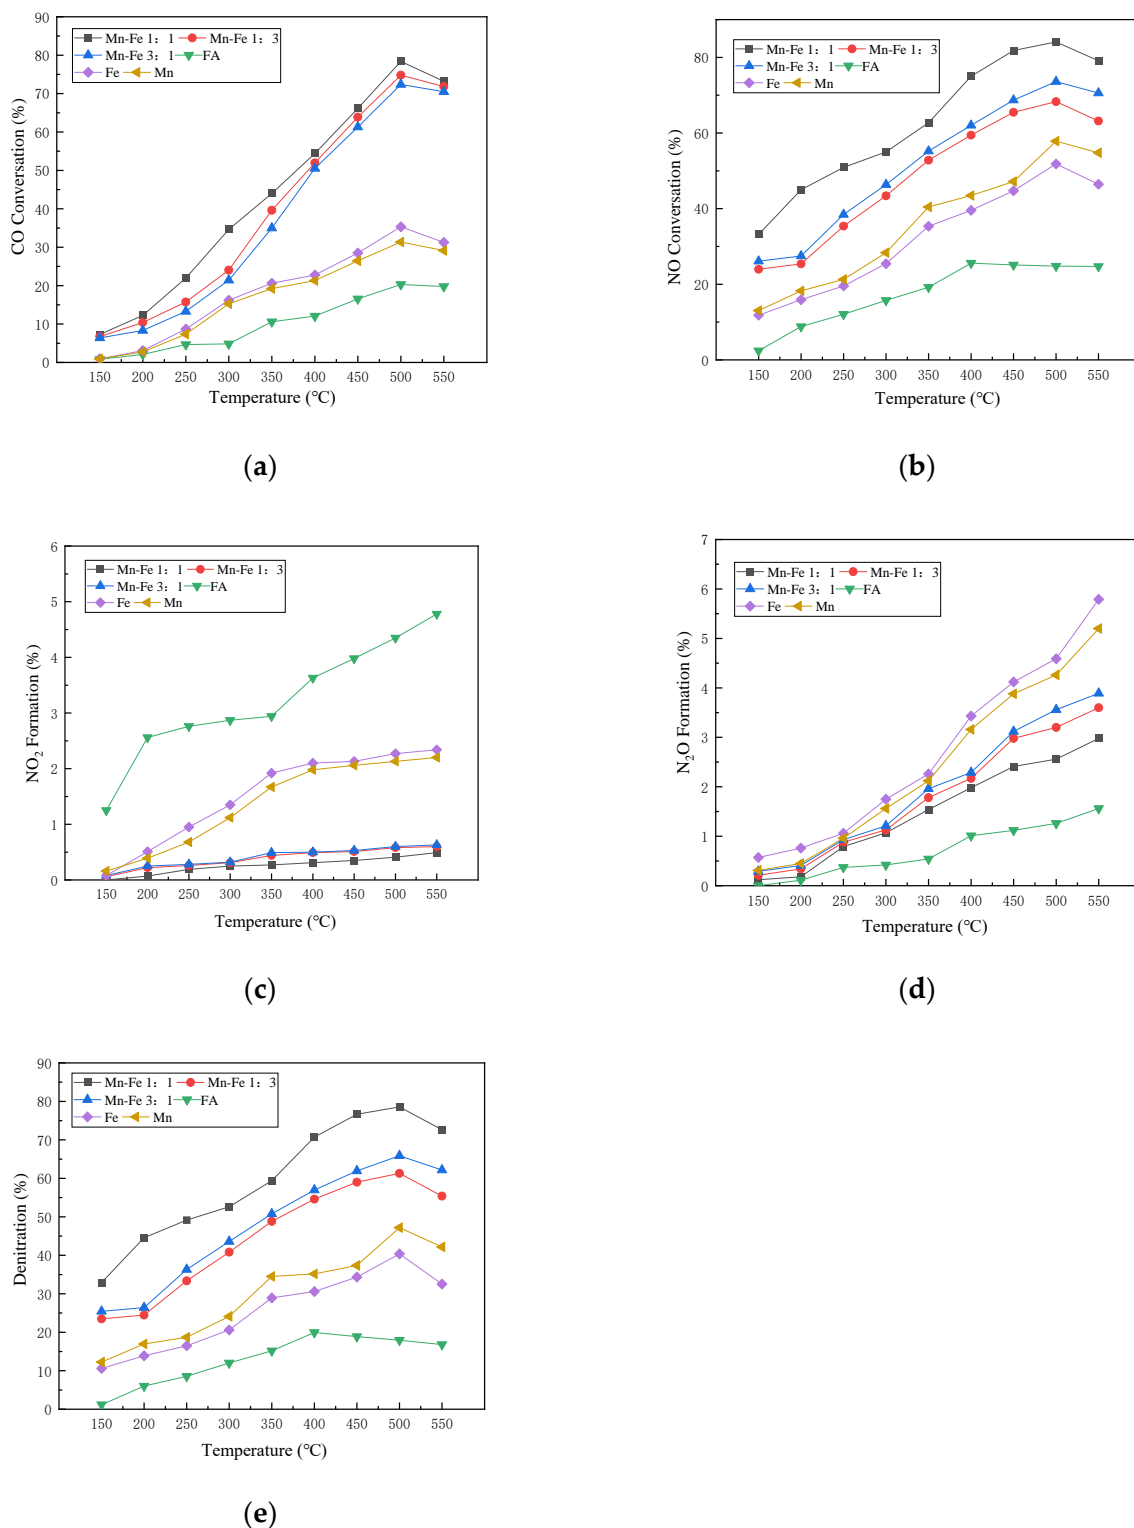 90
80
70
60
50
40
30
20
10
0
CO Conversation (%)
Mn-Fe 1：1 Mn-Fe 1：3
Mn-Fe 3：1 FA
Fe Mn
150 200 250 300 350 400 450 500 550
Temperature (℃)
(a)
80
60
40
20
0
NO Conversation (%)
Mn-Fe 1：1 Mn-Fe 1：3
Mn-Fe 3：1 FA
Fe Mn
150 200 250 300 350 400 450 500 550
Temperature (℃)
(b)
6
5
4
3
2
1
0
NO₂ Formation (%)
Mn-Fe 1：1 Mn-Fe 1：3
Mn-Fe 3：1 FA
Fe Mn
150 200 250 300 350 400 450 500 550
Temperature (℃)
(c)
7
6
5
4
3
2
1
0
N₂O Formation (%)
Mn-Fe 1：1 Mn-Fe 1：3
Mn-Fe 3：1 FA
Fe Mn
150 200 250 300 350 400 450 500 550
Temperature (℃)
(d)
90
80
70
60
50
40
30
20
10
0
Denitration (%)
Mn-Fe 1：1 Mn-Fe 1：3
Mn-Fe 3：1 FA
Fe Mn
150 200 250 300 350 400 450 500 550
Temperature (℃)
(e)